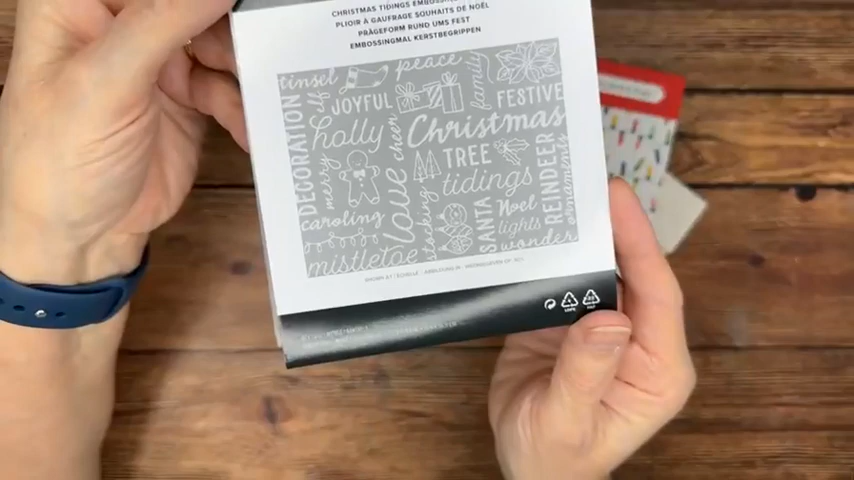 CHRISTMAS TIDINGS EMBOSS
PLIOIR À GAUFRAGE SOUHAITS DE NOËL
PRÄGEFORM RUND UMS FEST
EMBOSSINGMAL KERSTBEGRIPPEN
tinsel
peace
family
elf
JOYFUL
FESTIVE
DECORATION
holly
cheer
Christmas
merry
TREE
love
tidings
REINDEER
ornaments
caroling
stocking
SANTA
Noel
lights
mistletoe
wonder